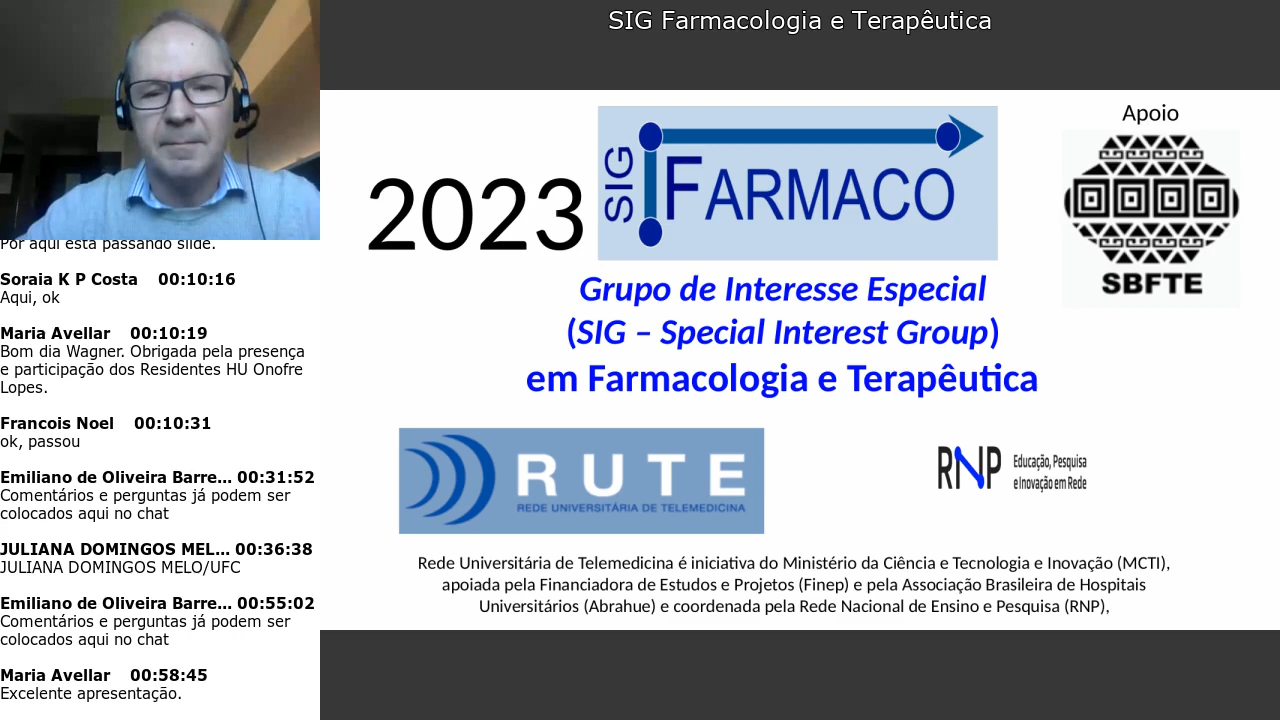 SIG Farmacologia e Terapêutica
Por aqui está passando slide.
Soraia K P Costa 00:10:16
Aqui, ok
Maria Avellar 00:10:19
Bom dia Wagner. Obrigada pela presença
e participação dos Residentes HU Onofre
Lopes.
Francois Noel 00:10:31
ok, passou
Emiliano de Oliveira Barre... 00:31:52
Comentários e perguntas já podem ser
colocados aqui no chat
JULIANA DOMINGOS MEL... 00:36:38
JULIANA DOMINGOS MELO/UFC
Emiliano de Oliveira Barre... 00:55:02
Comentários e perguntas já podem ser
colocados aqui no chat
Maria Avellar 00:58:45
Excelente apresentação.
2023
SIG
FARMACO
Apoio
SBFTE
Grupo de Interesse Especial
(SIG – Special Interest Group)
em Farmacologia e Terapêutica
RUTE
REDE UNIVERSITÁRIA DE TELEMEDICINA
RNP
Educação, Pesquisa
e Inovação em Rede
Rede Universitária de Telemedicina é iniciativa do Ministério da Ciência e Tecnologia e Inovação (MCTI),
apoiada pela Financiadora de Estudos e Projetos (Finep) e pela Associação Brasileira de Hospitais
Universitários (Abrahue) e coordenada pela Rede Nacional de Ensino e Pesquisa (RNP),